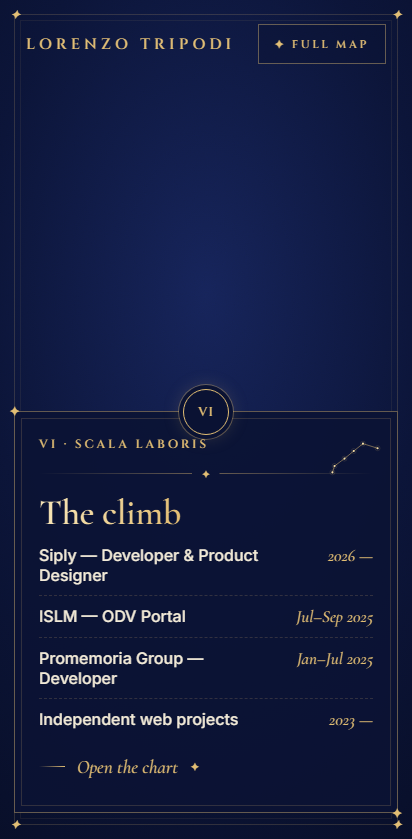 LORENZO TRIPODI
✦ FULL MAP
VI
VI · SCALA LABORIS
The climb
Siply — Developer & Product
Designer
2026 —
ISLM — ODV Portal
Jul–Sep 2025
Promemoria Group —
Developer
Jan–Jul 2025
Independent web projects
2023 —
Open the chart ✦